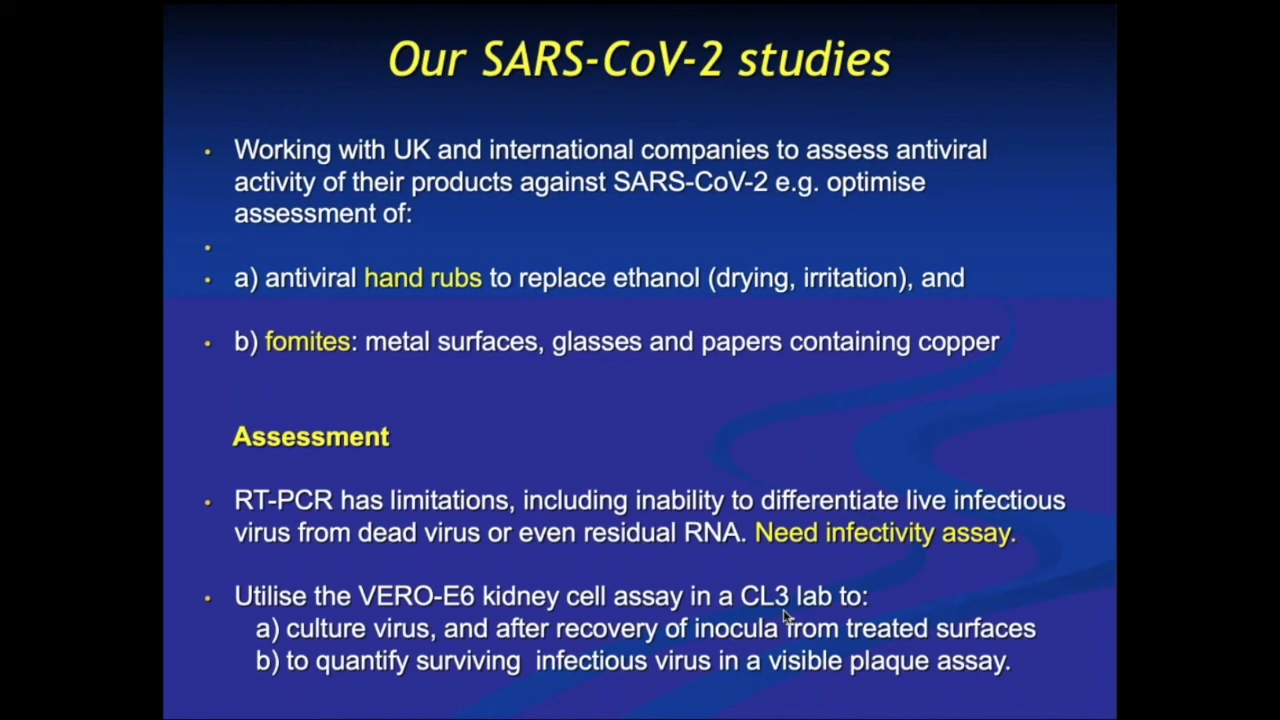 Our SARS-CoV-2 studies
• Working with UK and international companies to assess antiviral
activity of their products against SARS-CoV-2 e.g. optimise
assessment of:
•
• a) antiviral hand rubs to replace ethanol (drying, irritation), and
• b) fomites: metal surfaces, glasses and papers containing copper
Assessment
• RT-PCR has limitations, including inability to differentiate live infectious
virus from dead virus or even residual RNA. Need infectivity assay.
• Utilise the VERO-E6 kidney cell assay in a CL3 lab to:
a) culture virus, and after recovery of inocula from treated surfaces
b) to quantify surviving infectious virus in a visible plaque assay.